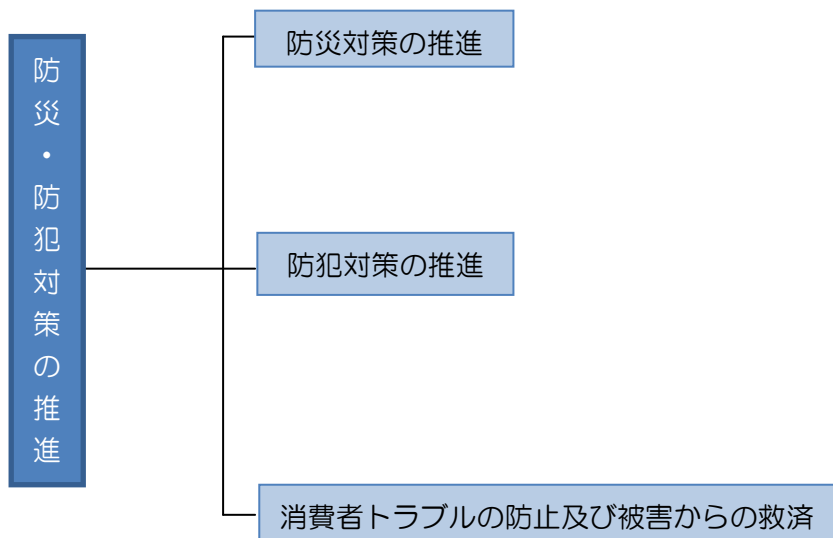 防災・防犯対策の推進
防災対策の推進
防犯対策の推進
消費者トラブルの防止及び被害からの救済